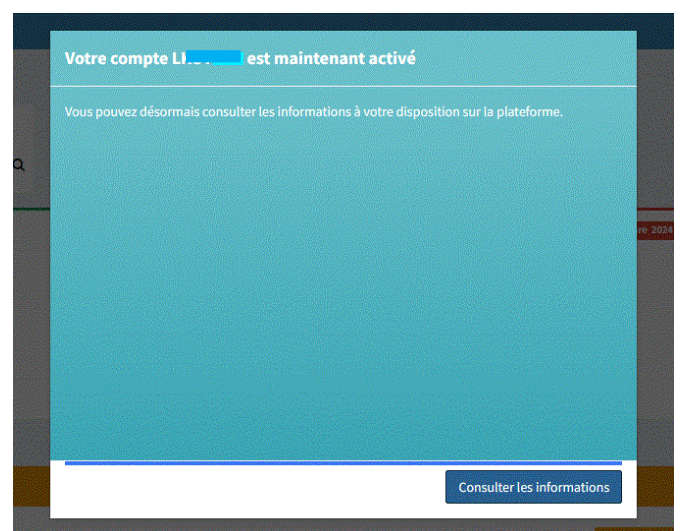 Votre compte est maintenant activé
Vous pouvez désormais consulter les informations à votre disposition sur la plateforme.
2024
Consulter les informations